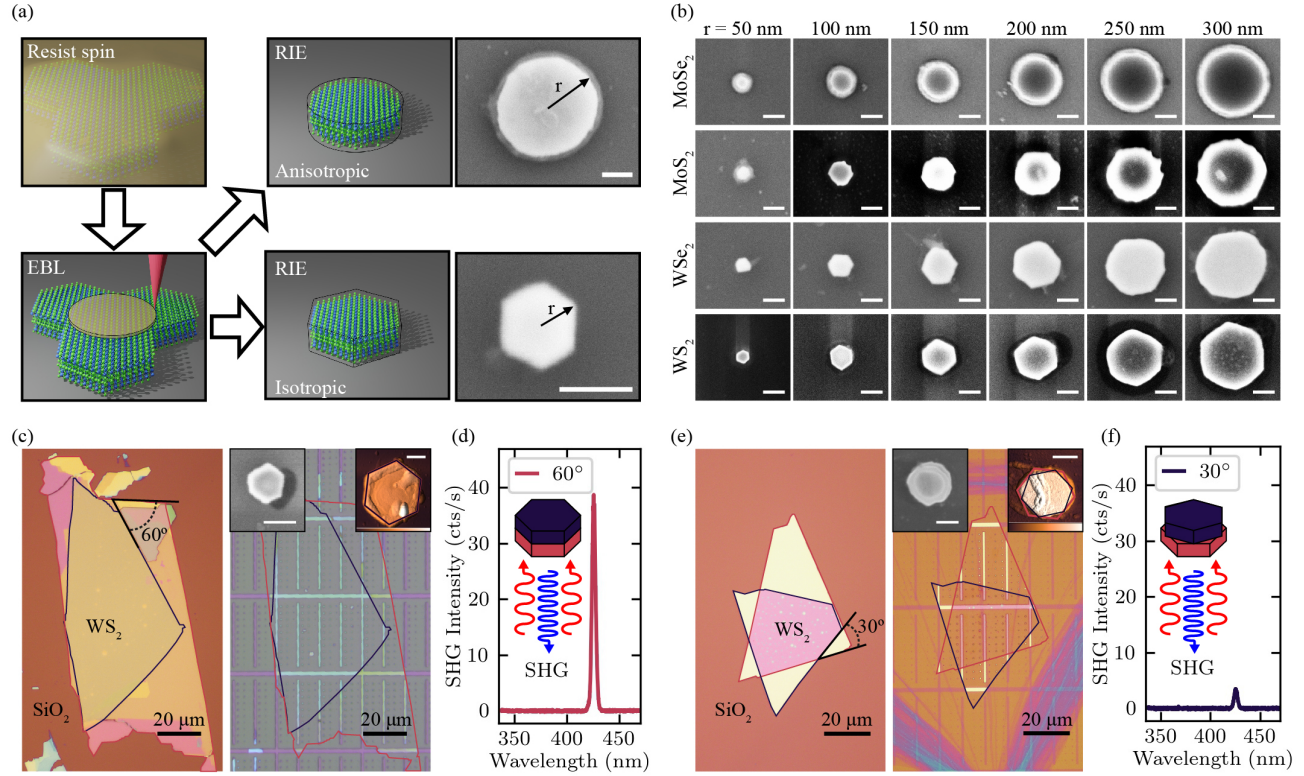 (a)
Resist spin
RIE
Anisotropic
r
EBL
RIE
Isotropic
r
(b)
r = 50 nm 100 nm 150 nm 200 nm 250 nm 300 nm
MoSe₂
MoS₂
WSe₂
WS₂
(c)
60º
WS₂
SiO₂
20 μm
20 μm
(d)
SHG Intensity (cts/s)
40
30
20
10
0
60°
SHG
350 400 450
Wavelength (nm)
(e)
WS₂
30º
SiO₂
20 μm
20 μm
(f)
SHG Intensity (cts/s)
40
30
20
10
0
30°
SHG
350 400 450
Wavelength (nm)